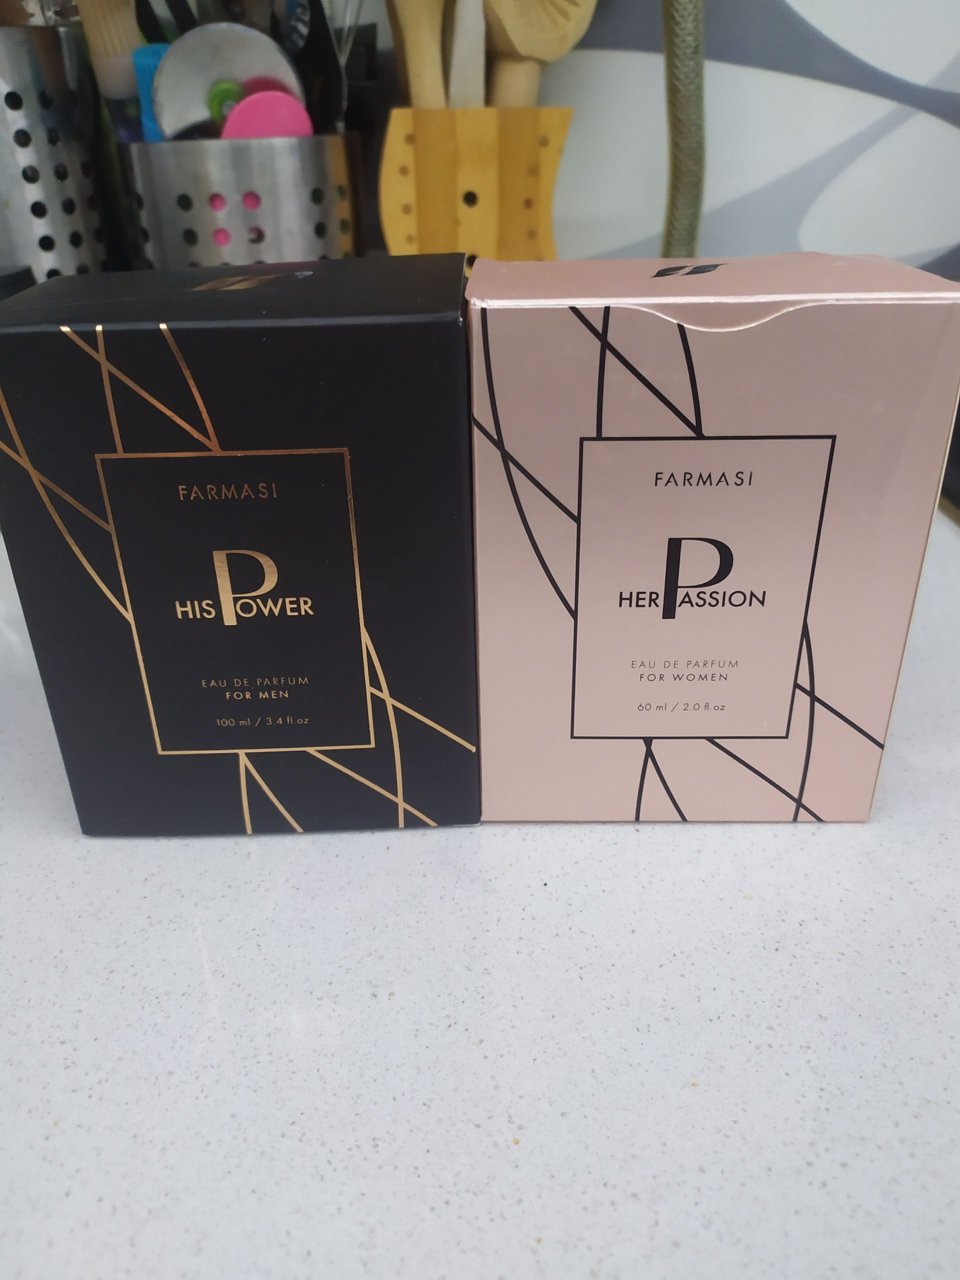 FARMASi
HIS POWER
EAU DE PARFUM
FOR MEN
100 ml / 3.4 fl.oz
FARMASi
HER PASSION
EAU DE PARFUM
FOR WOMEN
60 ml / 2.0 fl.oz